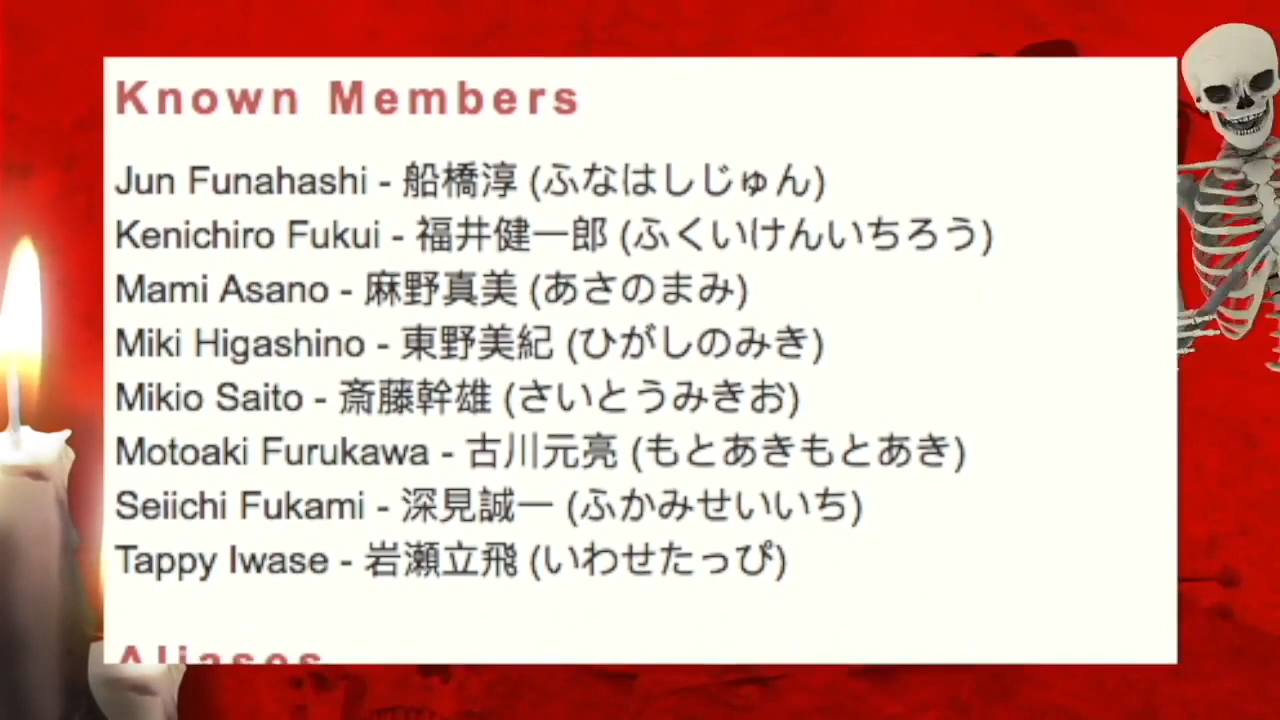 Known Members
Jun Funahashi - 船橋淳 (ふなはしじゅん)
Kenichiro Fukui - 福井健一郎 (ふくいけんいちろう)
Mami Asano - 麻野真美 (あさのまみ)
Miki Higashino - 東野美紀 (ひがしのみき)
Mikio Saito - 斎藤幹雄 (さいとうみきお)
Motoaki Furukawa - 古川元亮 (もとあきもとあき)
Seiichi Fukami - 深見誠一 (ふかみせいいち)
Tappy Iwase - 岩瀬立飛 (いわせたっぴ)
Aliases